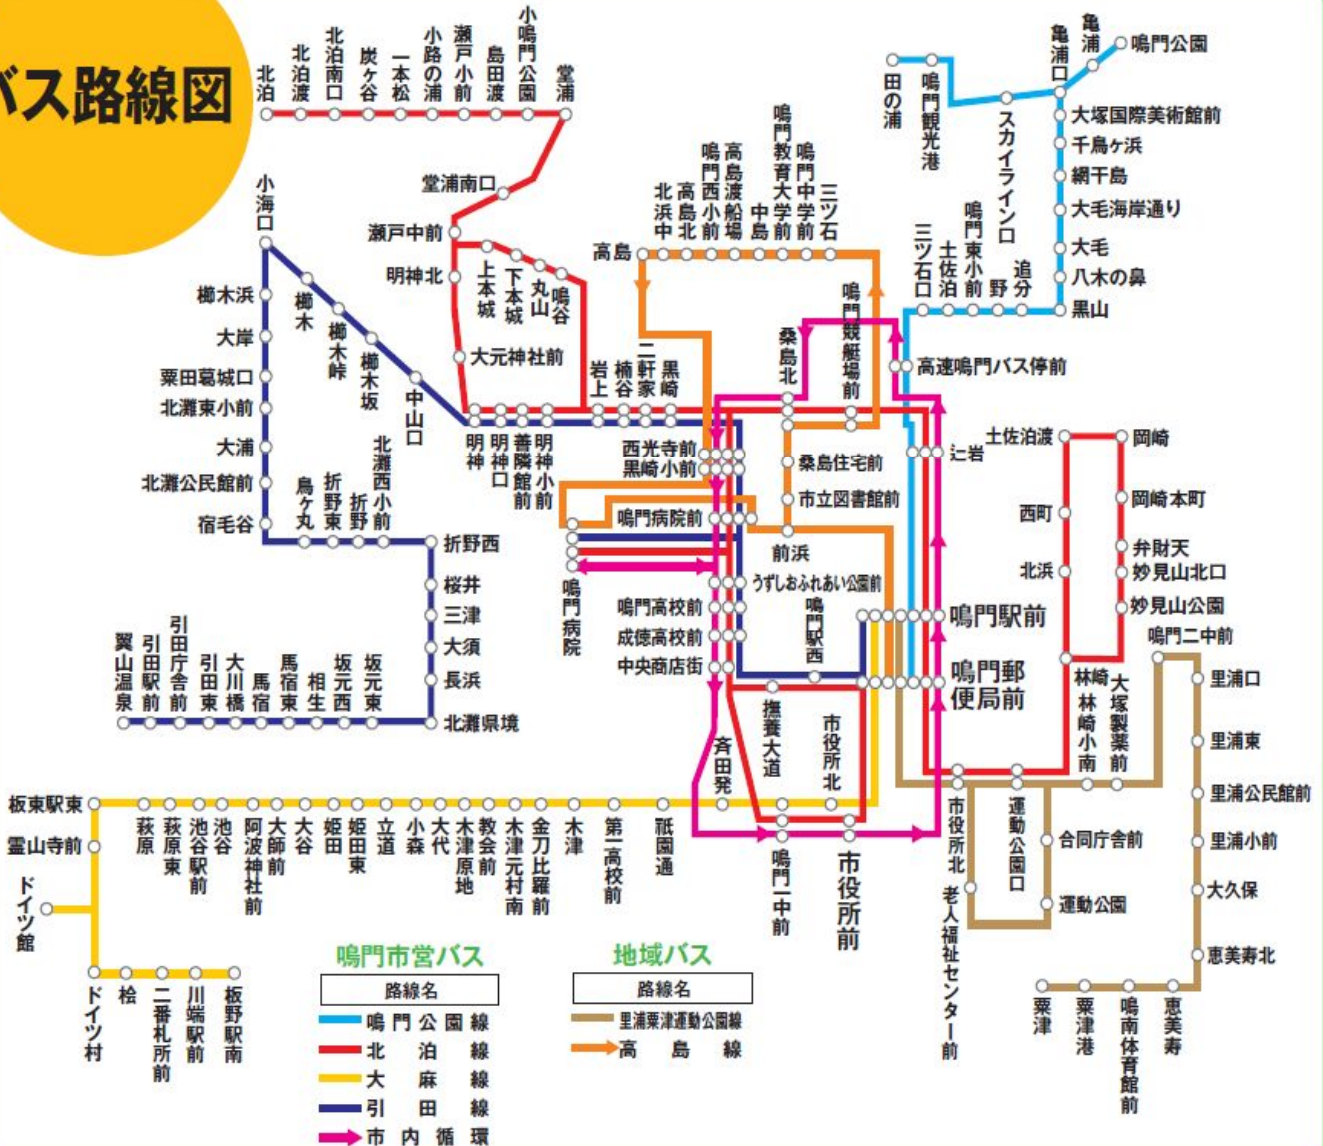 バス路線図
北泊
北泊渡
北泊南口
炭ヶ谷
一本松
小路の浦
瀬戸小前
島田渡
小鳴門公園
堂浦
堂浦南口
瀬戸中前
明神北
大元神社前
上本城
下本城
丸山
鳴谷
小海口
櫛木浜
大岸
粟田葛城口
北灘東小前
大浦
北灘公民館前
宿毛谷
櫛木
櫛木峠
櫛木坂
中山口
鳥ヶ丸
折野東
折野
北灘西小前
折野西
桜井
三津
大須
長浜
北灘県境
翼山温泉
引田駅前
引田庁舎前
引田東
大川橋
馬宿
馬宿東
相生
坂元西
坂元東
明神
明神口
善隣館前
明神小前
岩上
楠谷
二軒家
黒崎
高島
北浜中
高島北
鳴門西小前
高島渡船場
中島
鳴門教育大学前
鳴門中学前
三ツ石
鳴門競艇場前
桑島北
桑島住宅前
市立図書館前
前浜
西光寺前
黒崎小前
鳴門病院前
鳴門病院
うずしおふれあい公園前
鳴門高校前
成徳高校前
中央商店街
鳴門駅西
撫養大道
市役所北
斉田発
鳴門一中前
市役所前
田の浦
鳴門観光港
スカイライン口
亀浦口
亀浦
鳴門公園
大塚国際美術館前
千鳥ヶ浜
網干島
大毛海岸通り
大毛
八木の鼻
黒山
三ツ石口
土佐泊
鳴門東小前
野
追分
高速鳴門バス停前
辷岩
鳴門駅前
鳴門郵
便局前
土佐泊渡
岡崎
西町
岡崎本町
弁財天
北浜
妙見山北口
妙見山公園
林崎
林崎小南
大塚製薬前
鳴門二中前
里浦口
里浦東
里浦公民館前
里浦小前
大久保
恵美寿北
恵美寿
鳴南体育館前
粟津港
粟津
市役所北
運動公園口
合同庁舎前
運動公園
老人福祉センター前
板東駅東
霊山寺前
ドイツ館
ドイツ村
桧
二番札所前
川端駅前
板野駅南
萩原
萩原東
池谷駅前
池谷
阿波神社前
大師前
大谷
姫田
姫田東
立道
小森
大代
木津原地
教会前
木津元村南
金刀比羅前
木津
第一高校前
祇園通
鳴門市営バス
路線名
鳴門公園線
北泊線
大麻線
引田線
市内循環
地域バス
路線名
里浦粟津運動公園線
高島線